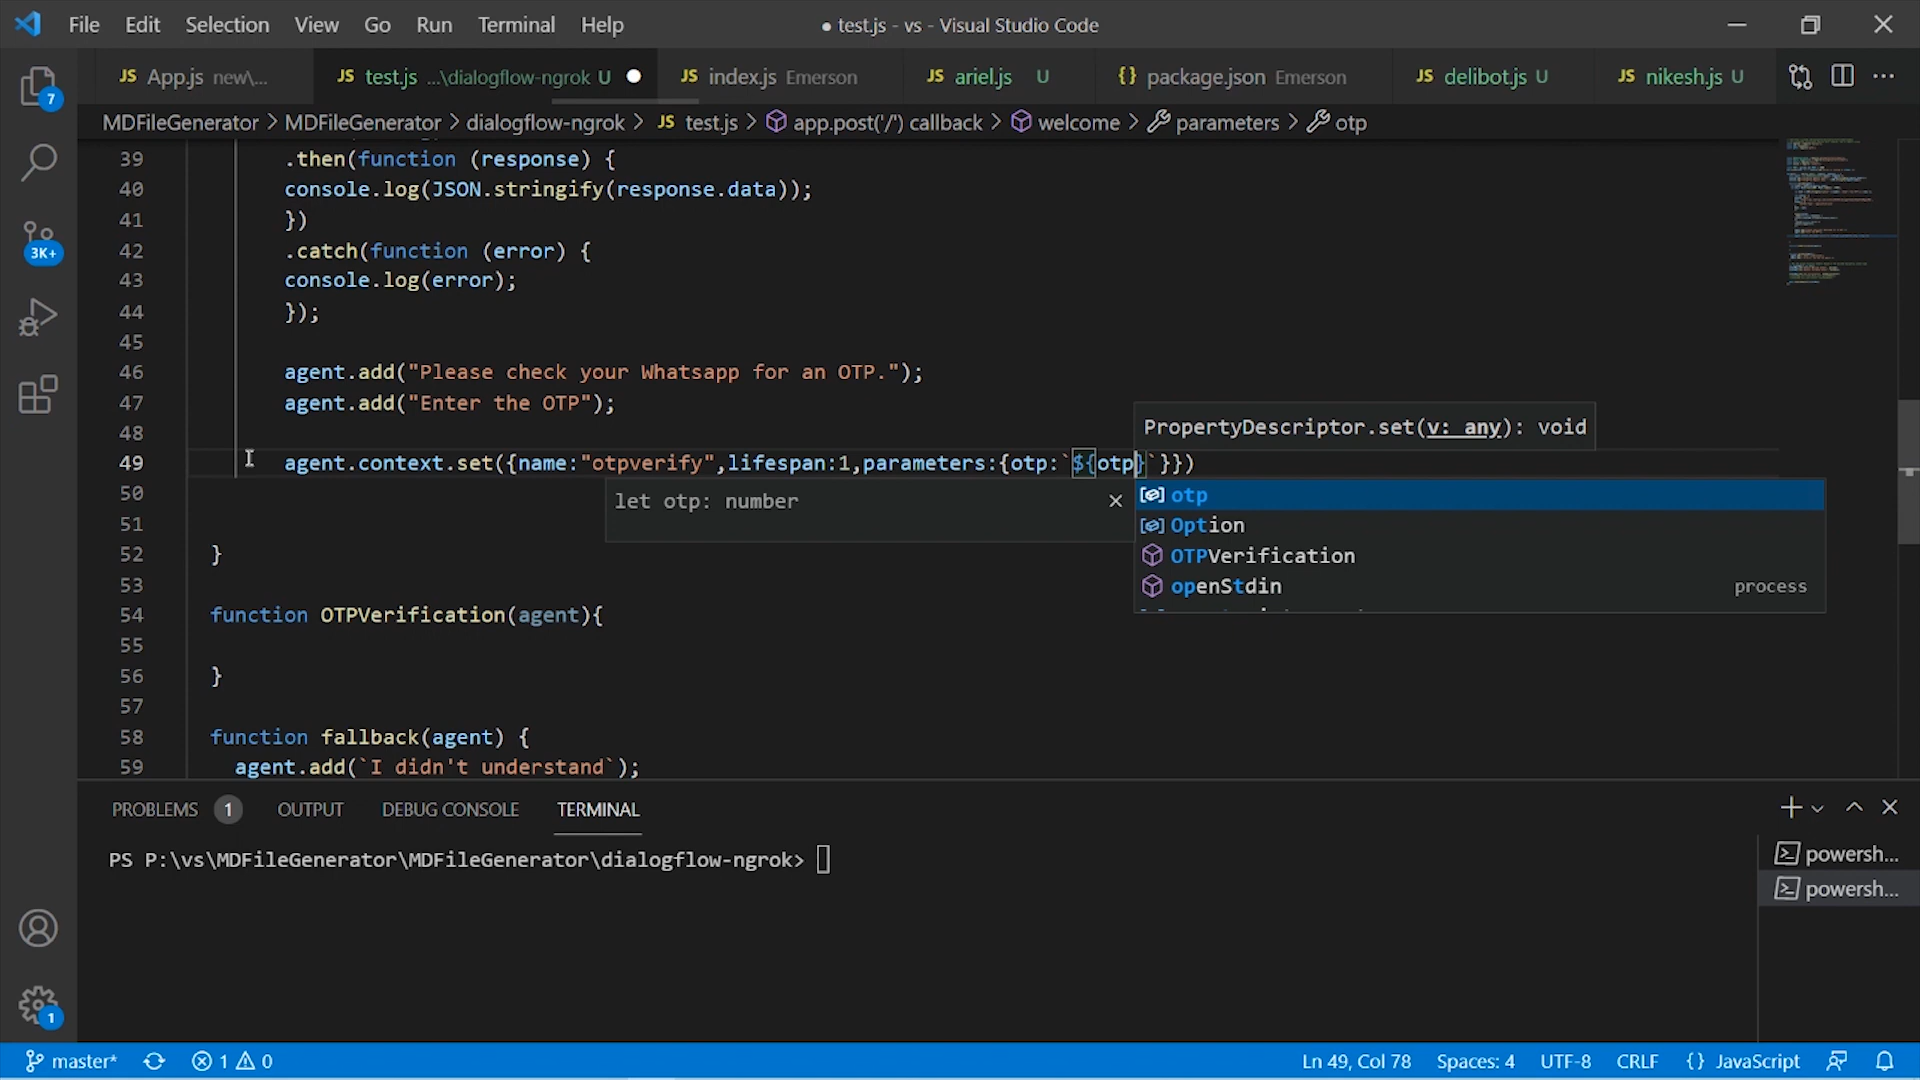 File Edit Selection View Go Run Terminal Help ● test.js - vs - Visual Studio Code
JS App.js new\... JS test.js ...\dialogflow-ngrok U JS index.js Emerson JS ariel.js U {} package.json Emerson JS delibot.js U JS nikesh.js U
MDFileGenerator > MDFileGenerator > dialogflow-ngrok > JS test.js > app.post('/') callback > welcome > parameters > otp
7
3K+
39 .then(function (response) {
40 console.log(JSON.stringify(response.data));
41 })
42 .catch(function (error) {
43 console.log(error);
44 });
45
46 agent.add("Please check your Whatsapp for an OTP.");
47 agent.add("Enter the OTP");
48
PropertyDescriptor.set(v: any): void
49 agent.context.set({name:"otpverify",lifespan:1,parameters:{otp:`${otp}`}})
let otp: number
otp
Option
OTPVerification
openStdin process
50
51
52 }
53
54 function OTPVerification(agent){
55
56 }
57
58 function fallback(agent) {
59 agent.add(`I didn't understand`);
PROBLEMS 1 OUTPUT DEBUG CONSOLE TERMINAL
PS P:\vs\MDFileGenerator\MDFileGenerator\dialogflow-ngrok>
powersh...
powersh...
1
master* 1 0 Ln 49, Col 78 Spaces: 4 UTF-8 CRLF {} JavaScript